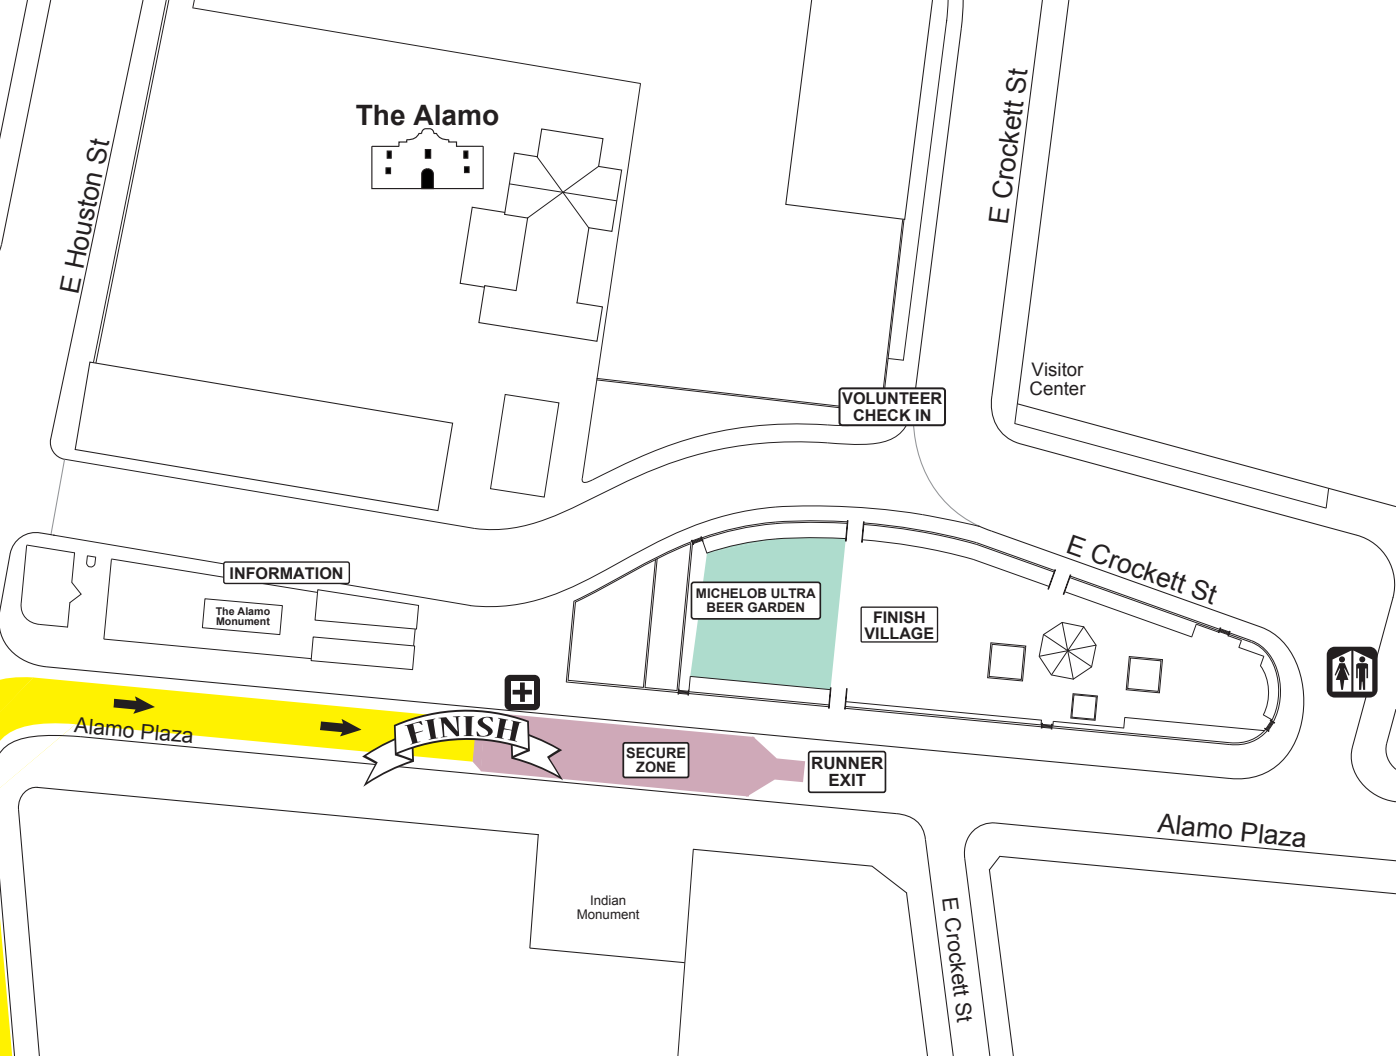 The Alamo
E Houston St
E Crockett St
Visitor
Center
VOLUNTEER
CHECK IN
E Crockett St
INFORMATION
The Alamo
Monument
MICHELOB ULTRA
BEER GARDEN
FINISH
VILLAGE
Alamo Plaza
FINISH
SECURE
ZONE
RUNNER
EXIT
Alamo Plaza
Indian
Monument
E Crockett St